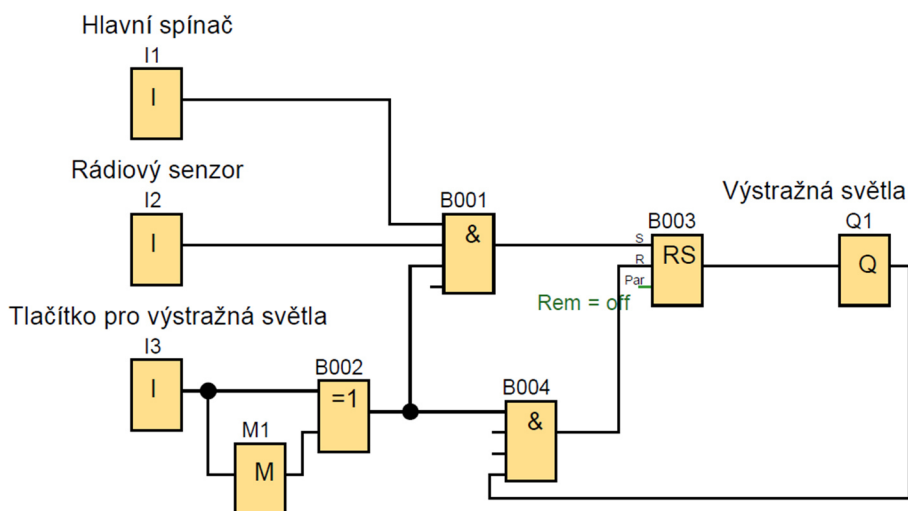 Hlavní spínač
I1
I
Rádiový senzor
I2
I
B001
&
Výstražná světla
B003
S
R
Par
RS
Rem = off
Q1
Q
Tlačítko pro výstražná světla
I3
I
B002
=1
B004
&
M1
M